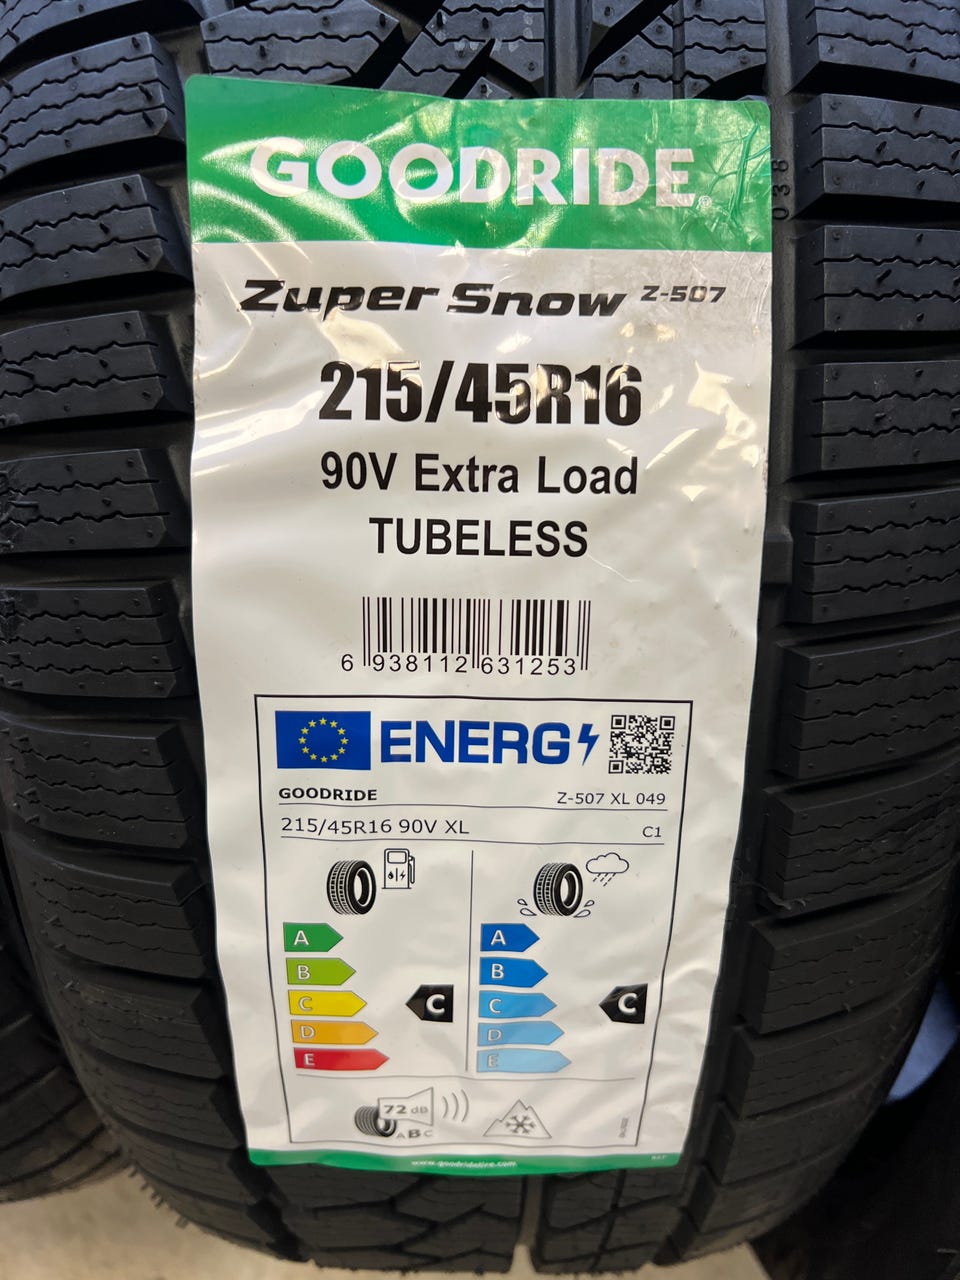 GOODRIDE
038
Zuper Snow Z-507
215/45R16
90V Extra Load
TUBELESS
6 938112 631253
ENERG
GOODRIDE Z-507 XL 049
215/45R16 90V XL C1
A A
B B
C C C C
D D
E E
72 dB
ABC
www.goodridetire.com